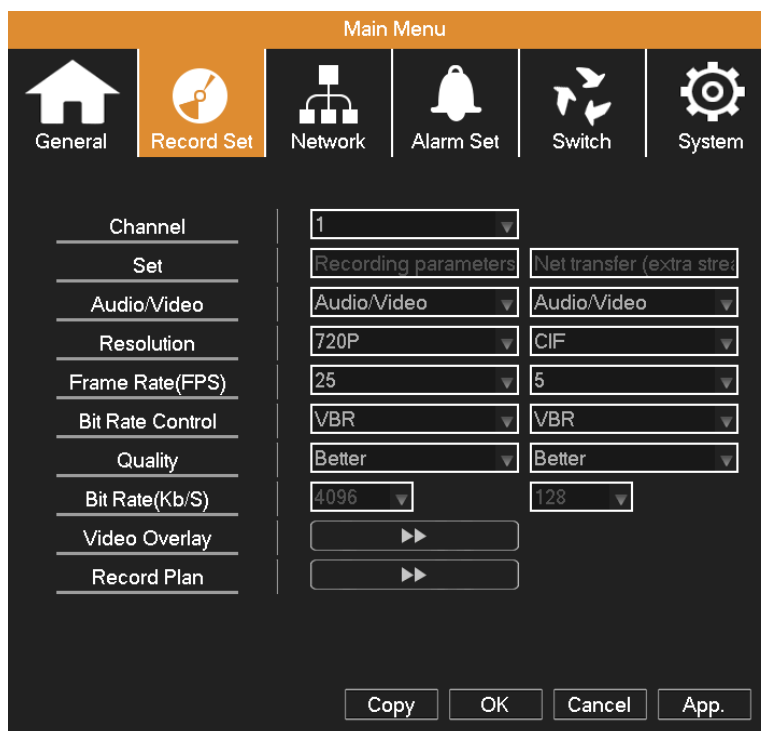 Main Menu
General Record Set Network Alarm Set Switch System
Channel 1
Set Recording parameters Net transfer (extra strea
Audio/Video Audio/Video Audio/Video
Resolution 720P CIF
Frame Rate(FPS) 25 5
Bit Rate Control VBR VBR
Quality Better Better
Bit Rate(Kb/S) 4096 128
Video Overlay
Record Plan
Copy OK Cancel App.